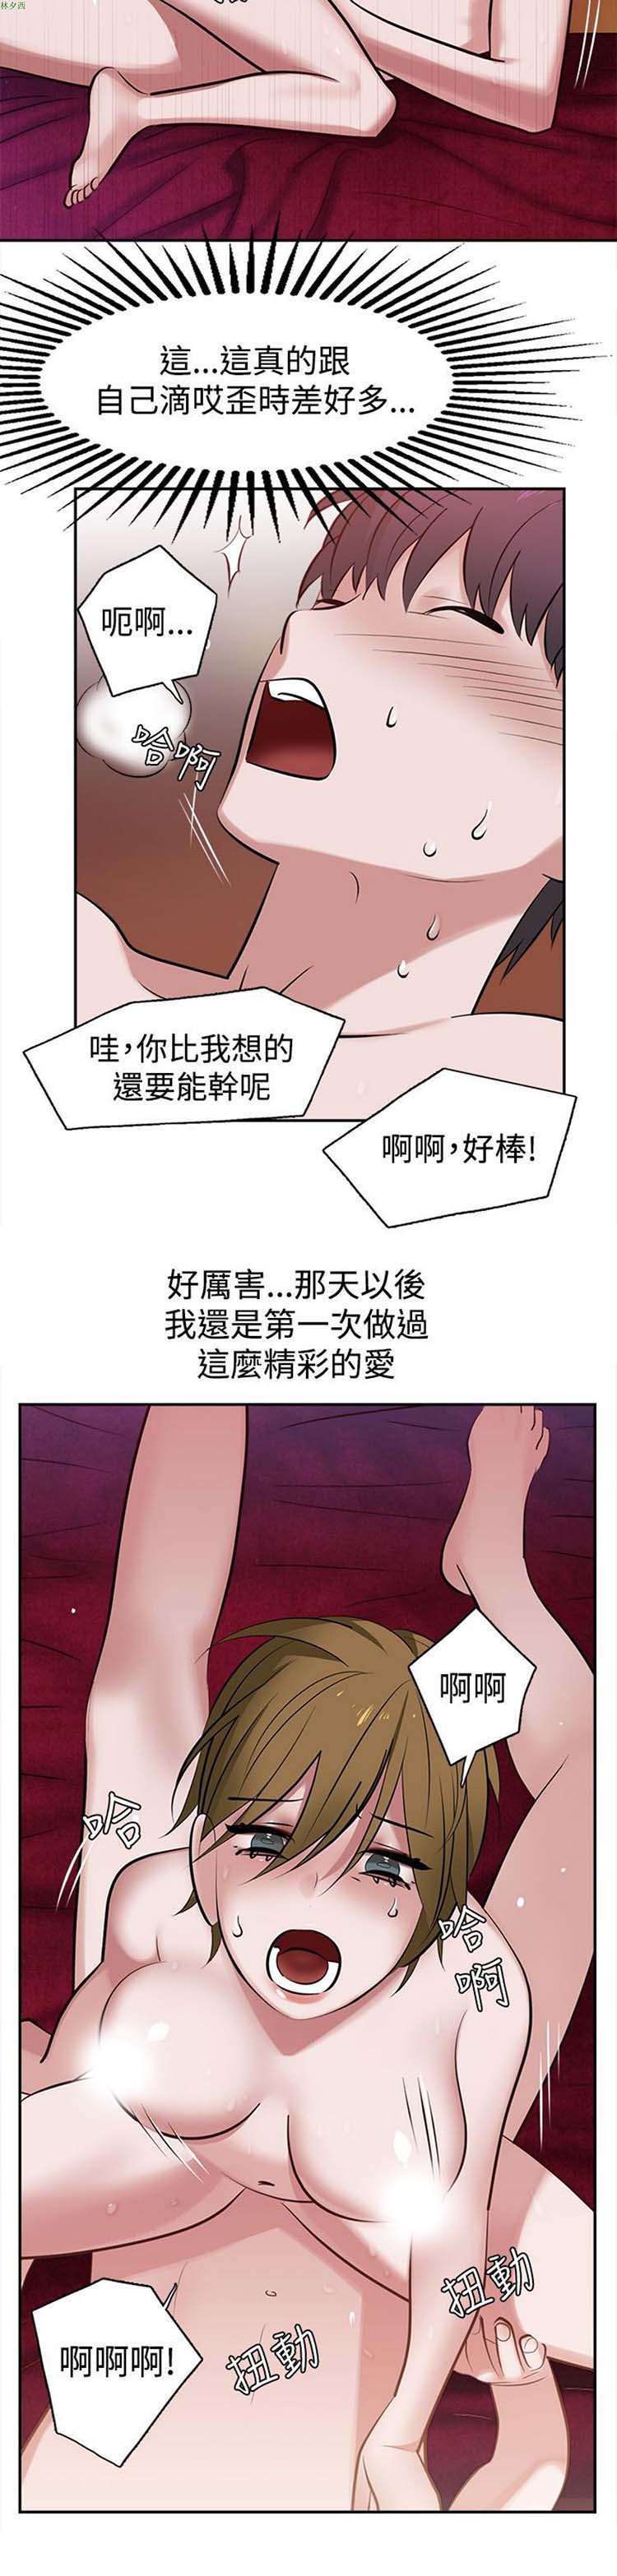 林夕西
這…這真的跟
自己滴哎歪時差好多…
呃啊…
哈啊
哇,你比我想的
還要能幹呢
啊啊,好棒!
好厲害…那天以後
我還是第一次做過
這麼精彩的愛
啊啊
哈
哈
啊
扭動
扭動
啊啊啊!